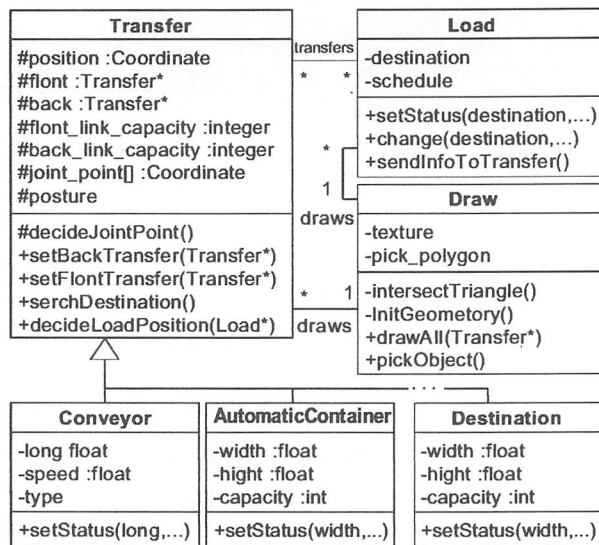 Transfer
#position :Coordinate
#flont :Transfer*
#back :Transfer*
#flont_link_capacity :integer
#back_link_capacity :integer
#joint_point[] :Coordinate
#posture
#decideJointPoint()
+setBackTransfer(Transfer*)
+setFlontTransfer(Transfer*)
+serchDestination()
+decideLoadPosition(Load*)
transfers
* *
Load
-destination
-schedule
+setStatus(destination,...)
+change(destination,...)
+sendInfoToTransfer()
*
1
draws
Draw
-texture
-pick_polygon
-intersectTriangle()
-InitGeometory()
+drawAll(Transfer*)
+pickObject()
* 1
draws
...
Conveyor
-long float
-speed :float
-type
+setStatus(long,...)
AutomaticContainer
-width :float
-hight :float
-capacity :int
+setStatus(width,...)
Destination
-width :float
-hight :float
-capacity :int
+setStatus(width,...)